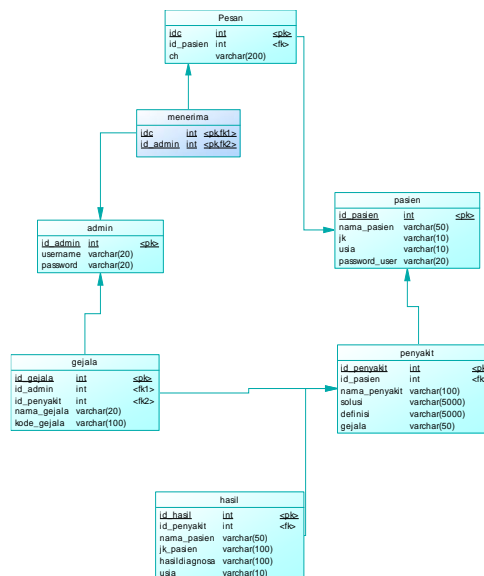 Pesan
idc int <pk>
id_pasien int <fk>
ch varchar(200)
menerima
idc int <pk,fk1>
id_admin int <pk,fk2>
admin
id_admin int <pk>
username varchar(20)
password varchar(20)
pasien
id_pasien int <pk>
nama_pasien varchar(50)
jk varchar(10)
usia varchar(10)
password_user varchar(20)
gejala
id_gejala int <pk>
id_admin int <fk1>
id_penyakit int <fk2>
nama_gejala varchar(20)
kode_gejala varchar(100)
penyakit
id_penyakit int <pk
id_pasien int <fk
nama_penyakit varchar(100)
solusi varchar(5000)
definisi varchar(5000)
gejala varchar(50)
hasil
id_hasil int <pk>
id_penyakit int <fk>
nama_pasien varchar(50)
jk_pasien varchar(100)
hasildiagnosa varchar(100)
usia varchar(10)